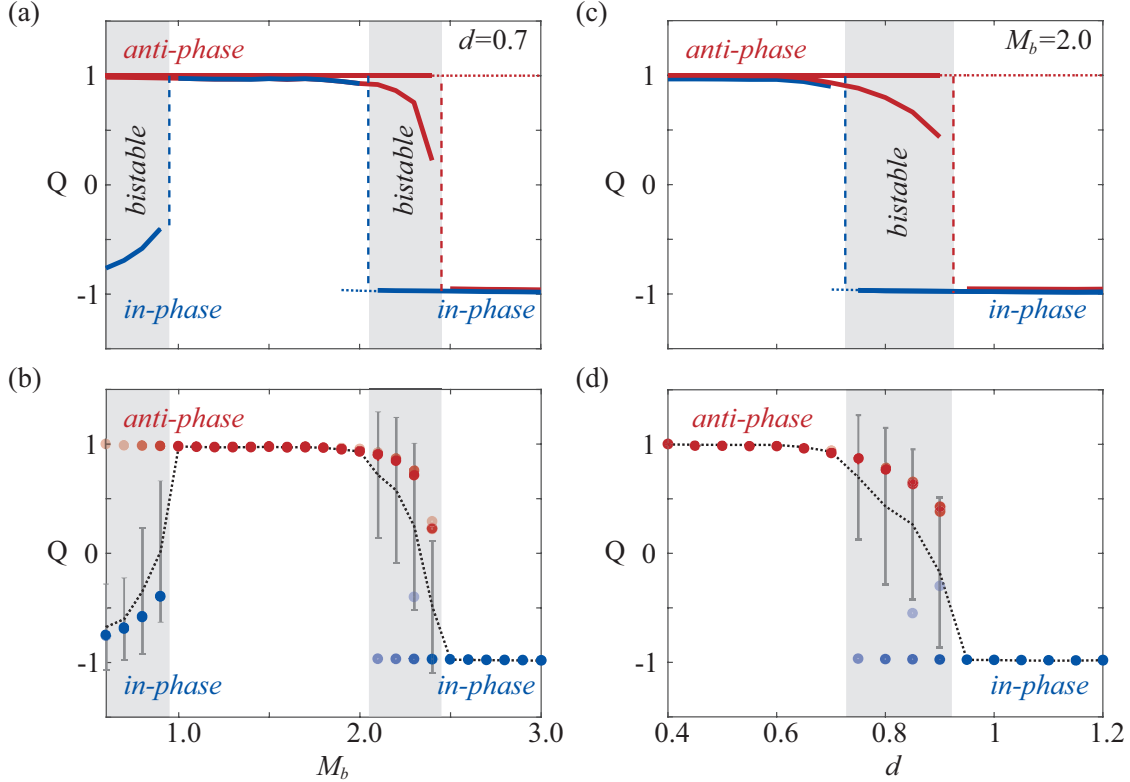 (a)
anti-phase
d=0.7
1
0
-1
Q
bistable
bistable
in-phase
in-phase
(c)
anti-phase
M_b=2.0
1
0
-1
Q
bistable
in-phase
(b)
anti-phase
1
0
-1
Q
in-phase
in-phase
1.0
2.0
3.0
M_b
(d)
anti-phase
1
0
-1
Q
in-phase
0.4
0.6
0.8
1
1.2
d